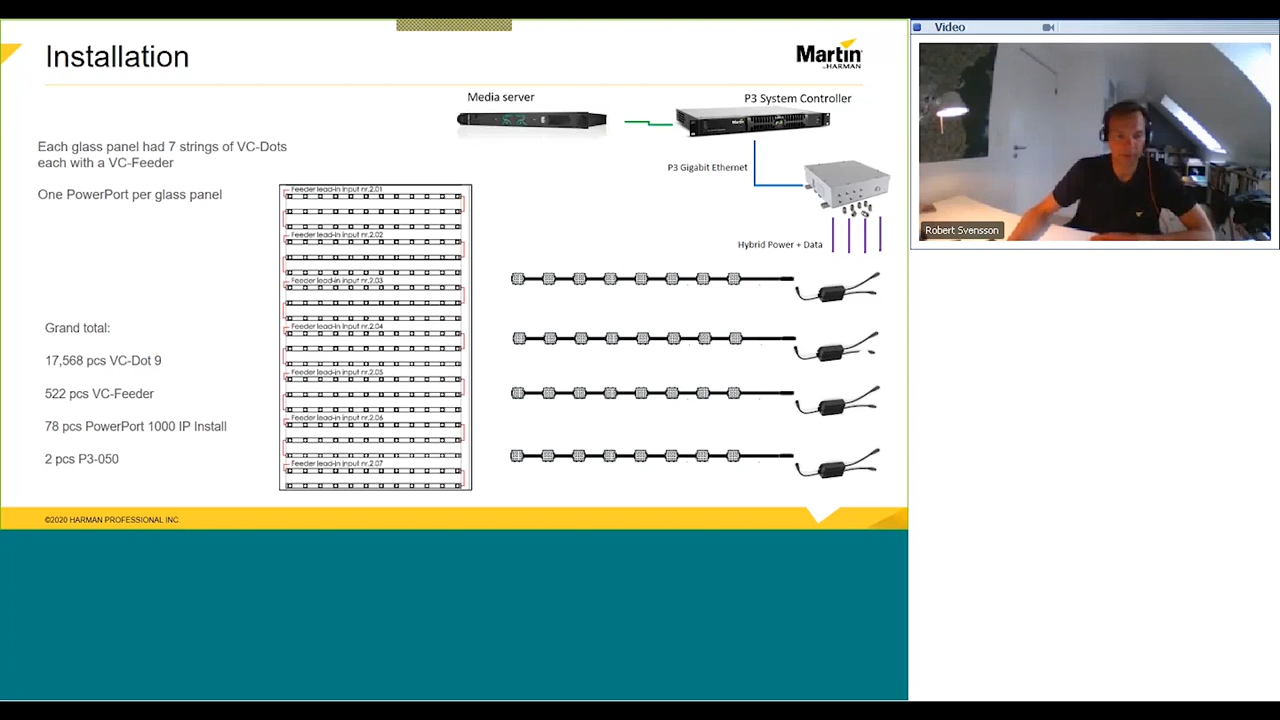 Installation
Martin
by HARMAN
Media server
P3 System Controller
Each glass panel had 7 strings of VC-Dots
each with a VC-Feeder
One PowerPort per glass panel
P3 Gigabit Ethernet
Hybrid Power + Data
Feeder lead-in input nr.2.01
Feeder lead-in input nr.2.02
Feeder lead-in input nr.2.03
Feeder lead-in input nr.2.04
Feeder lead-in input nr.2.05
Feeder lead-in input nr.2.06
Feeder lead-in input nr.2.07
Grand total:
17,568 pcs VC-Dot 9
522 pcs VC-Feeder
78 pcs PowerPort 1000 IP Install
2 pcs P3-050
©2020 HARMAN PROFESSIONAL INC
Video
Robert Svensson